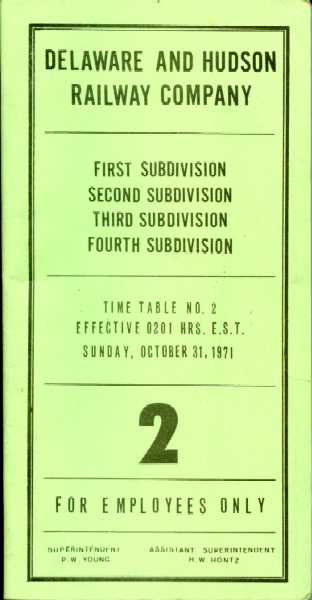 DELAWARE AND HUDSON
RAILWAY COMPANY
FIRST SUBDIVISION
SECOND SUBDIVISION
THIRD SUBDIVISION
FOURTH SUBDIVISION
TIME TABLE NO. 2
EFFECTIVE 0201 HRS. E.S.T.
SUNDAY, OCTOBER 31, 1971
2
FOR EMPLOYEES ONLY
SUPERINTENDENT ASSISTANT SUPERINTENDENT
P. W. YOUNG H. W. HONTZ